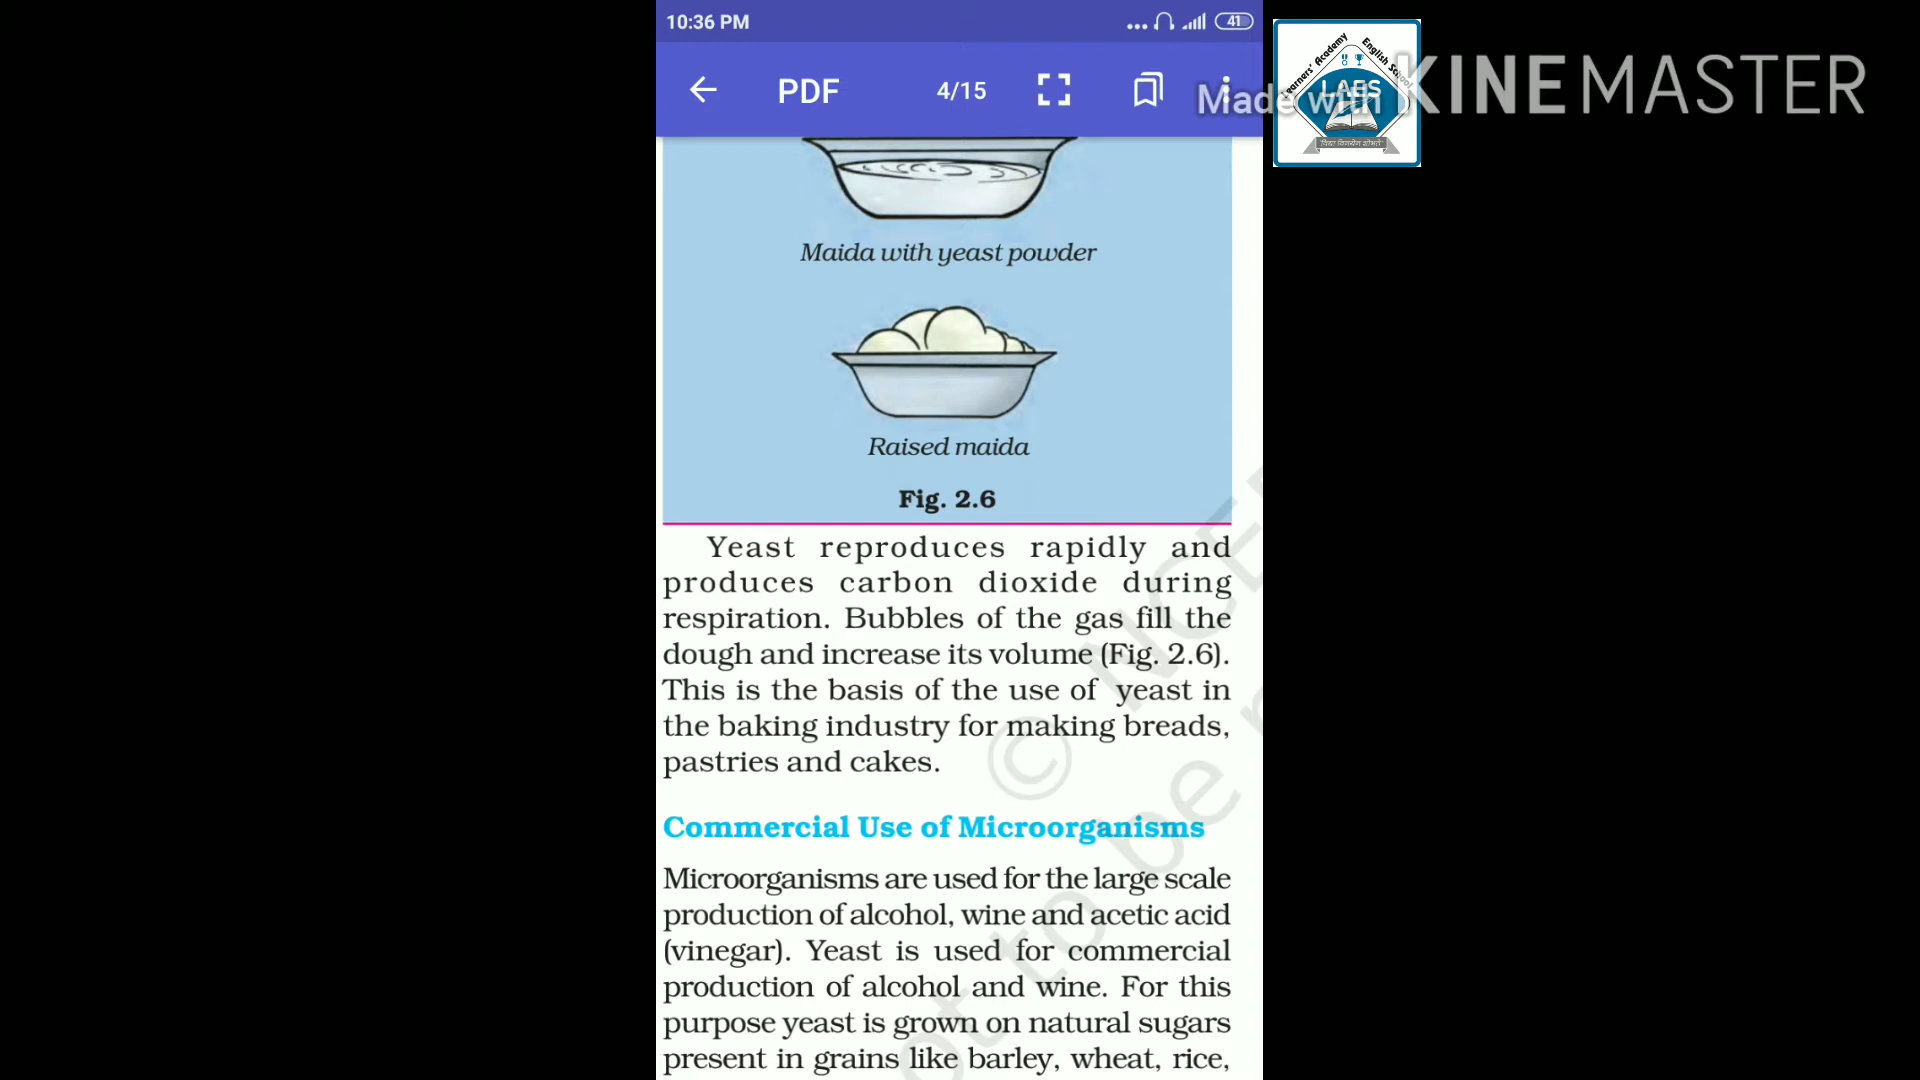 10:36 PM
41
PDF
4/15
Made with KINEMASTER
Learners' Academy English School
LAES
Maida with yeast powder
Raised maida
Fig. 2.6
Yeast reproduces rapidly and
produces carbon dioxide during
respiration. Bubbles of the gas fill the
dough and increase its volume (Fig. 2.6).
This is the basis of the use of yeast in
the baking industry for making breads,
pastries and cakes.
Commercial Use of Microorganisms
Microorganisms are used for the large scale
production of alcohol, wine and acetic acid
(vinegar). Yeast is used for commercial
production of alcohol and wine. For this
purpose yeast is grown on natural sugars
present in grains like barley, wheat, rice,